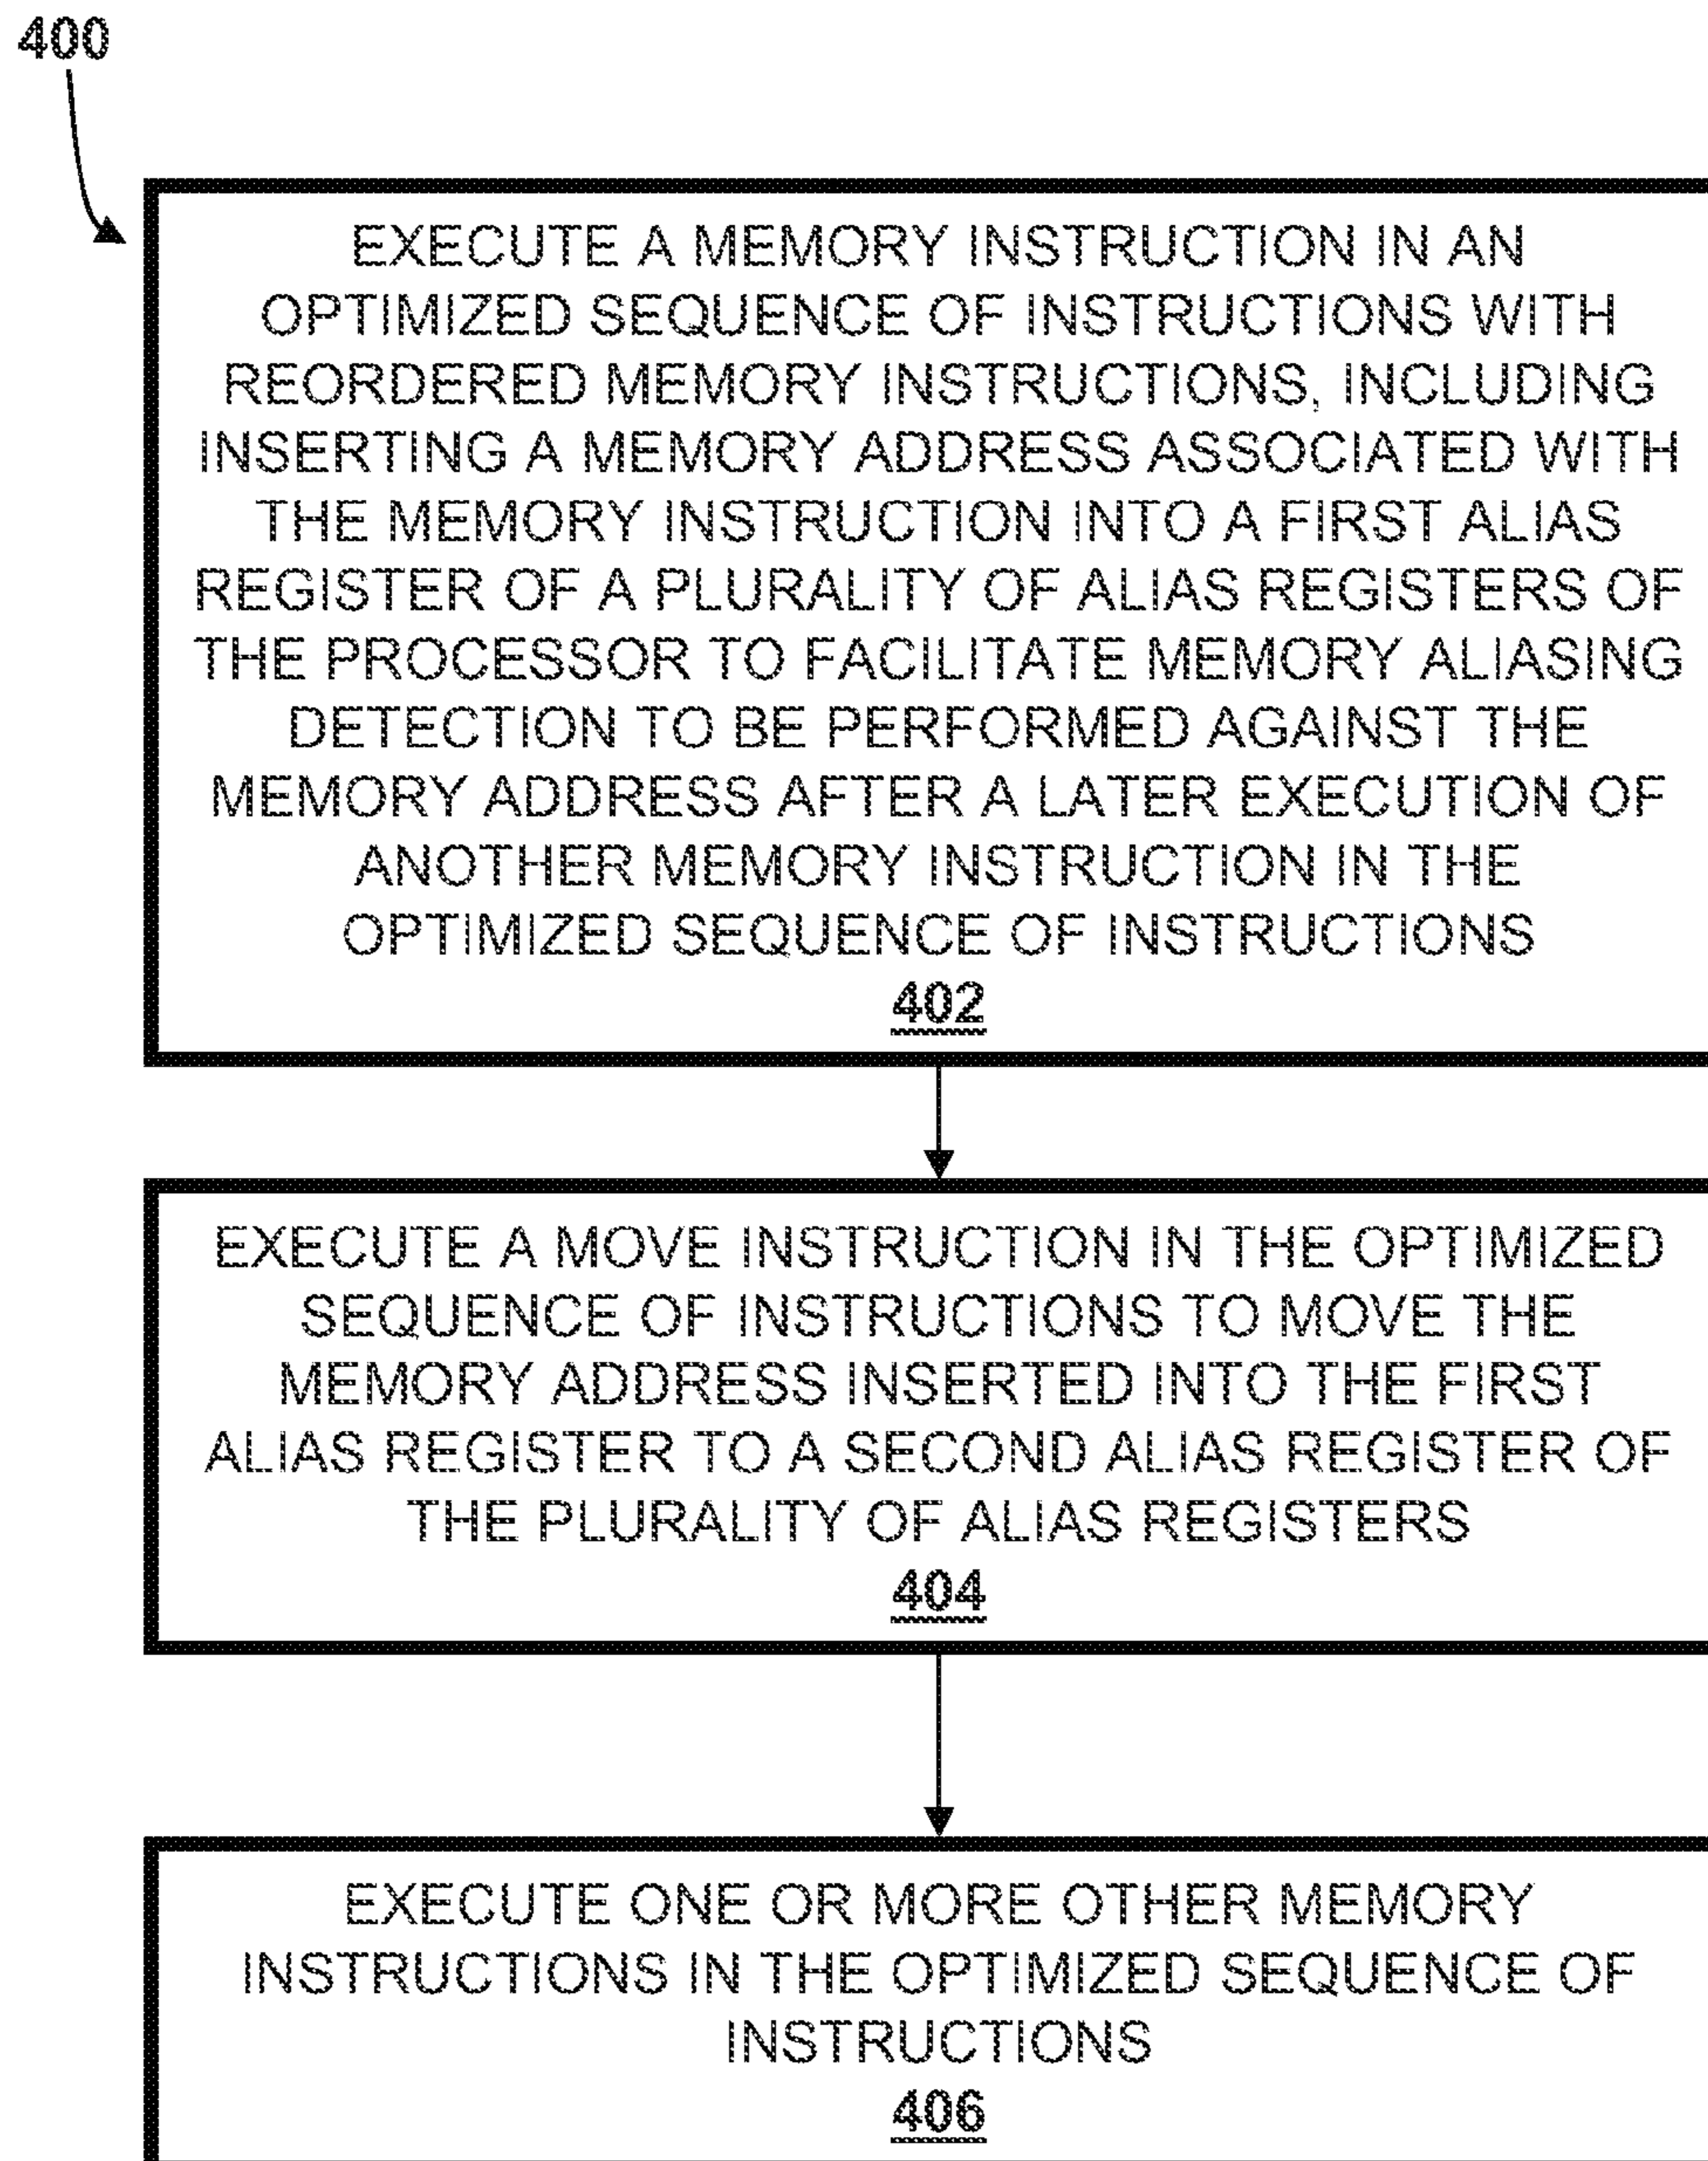 400
EXECUTE A MEMORY INSTRUCTION IN AN
OPTIMIZED SEQUENCE OF INSTRUCTIONS WITH
REORDERED MEMORY INSTRUCTIONS, INCLUDING
INSERTING A MEMORY ADDRESS ASSOCIATED WITH
THE MEMORY INSTRUCTION INTO A FIRST ALIAS
REGISTER OF A PLURALITY OF ALIAS REGISTERS OF
THE PROCESSOR TO FACILITATE MEMORY ALIASING
DETECTION TO BE PERFORMED AGAINST THE
MEMORY ADDRESS AFTER A LATER EXECUTION OF
ANOTHER MEMORY INSTRUCTION IN THE
OPTIMIZED SEQUENCE OF INSTRUCTIONS
402
EXECUTE A MOVE INSTRUCTION IN THE OPTIMIZED
SEQUENCE OF INSTRUCTIONS TO MOVE THE
MEMORY ADDRESS INSERTED INTO THE FIRST
ALIAS REGISTER TO A SECOND ALIAS REGISTER OF
THE PLURALITY OF ALIAS REGISTERS
404
EXECUTE ONE OR MORE OTHER MEMORY
INSTRUCTIONS IN THE OPTIMIZED SEQUENCE OF
INSTRUCTIONS
406